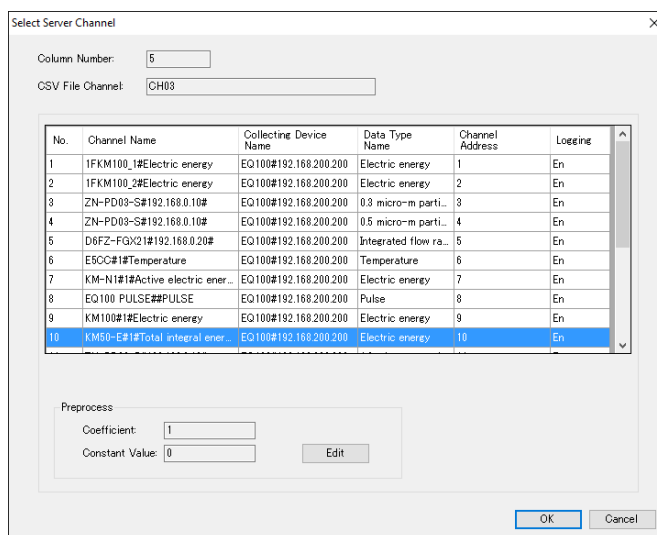 Select Server Channel
Column Number: 5
CSV File Channel: CH03
No. Channel Name Collecting Device Name Data Type Name Channel Address Logging
1 1FKM100_1#Electric energy EQ100#192.168.200.200 Electric energy 1 En
2 1FKM100_2#Electric energy EQ100#192.168.200.200 Electric energy 2 En
3 ZN-PD03-S#192.168.0.10# EQ100#192.168.200.200 0.3 micro-m parti... 3 En
4 ZN-PD03-S#192.168.0.10# EQ100#192.168.200.200 0.5 micro-m parti... 4 En
5 D6FZ-FGX21#192.168.0.20# EQ100#192.168.200.200 Integrated flow ra... 5 En
6 E5CC#1#Temperature EQ100#192.168.200.200 Temperature 6 En
7 KM-N1#1#Active electric ener... EQ100#192.168.200.200 Electric energy 7 En
8 EQ100 PULSE##PULSE EQ100#192.168.200.200 Pulse 8 En
9 KM100#1#Electric energy EQ100#192.168.200.200 Electric energy 9 En
10 KM50-E#1#Total integral ener... EQ100#192.168.200.200 Electric energy 10 En
Preprocess
Coefficient: 1
Constant Value: 0 Edit
OK Cancel